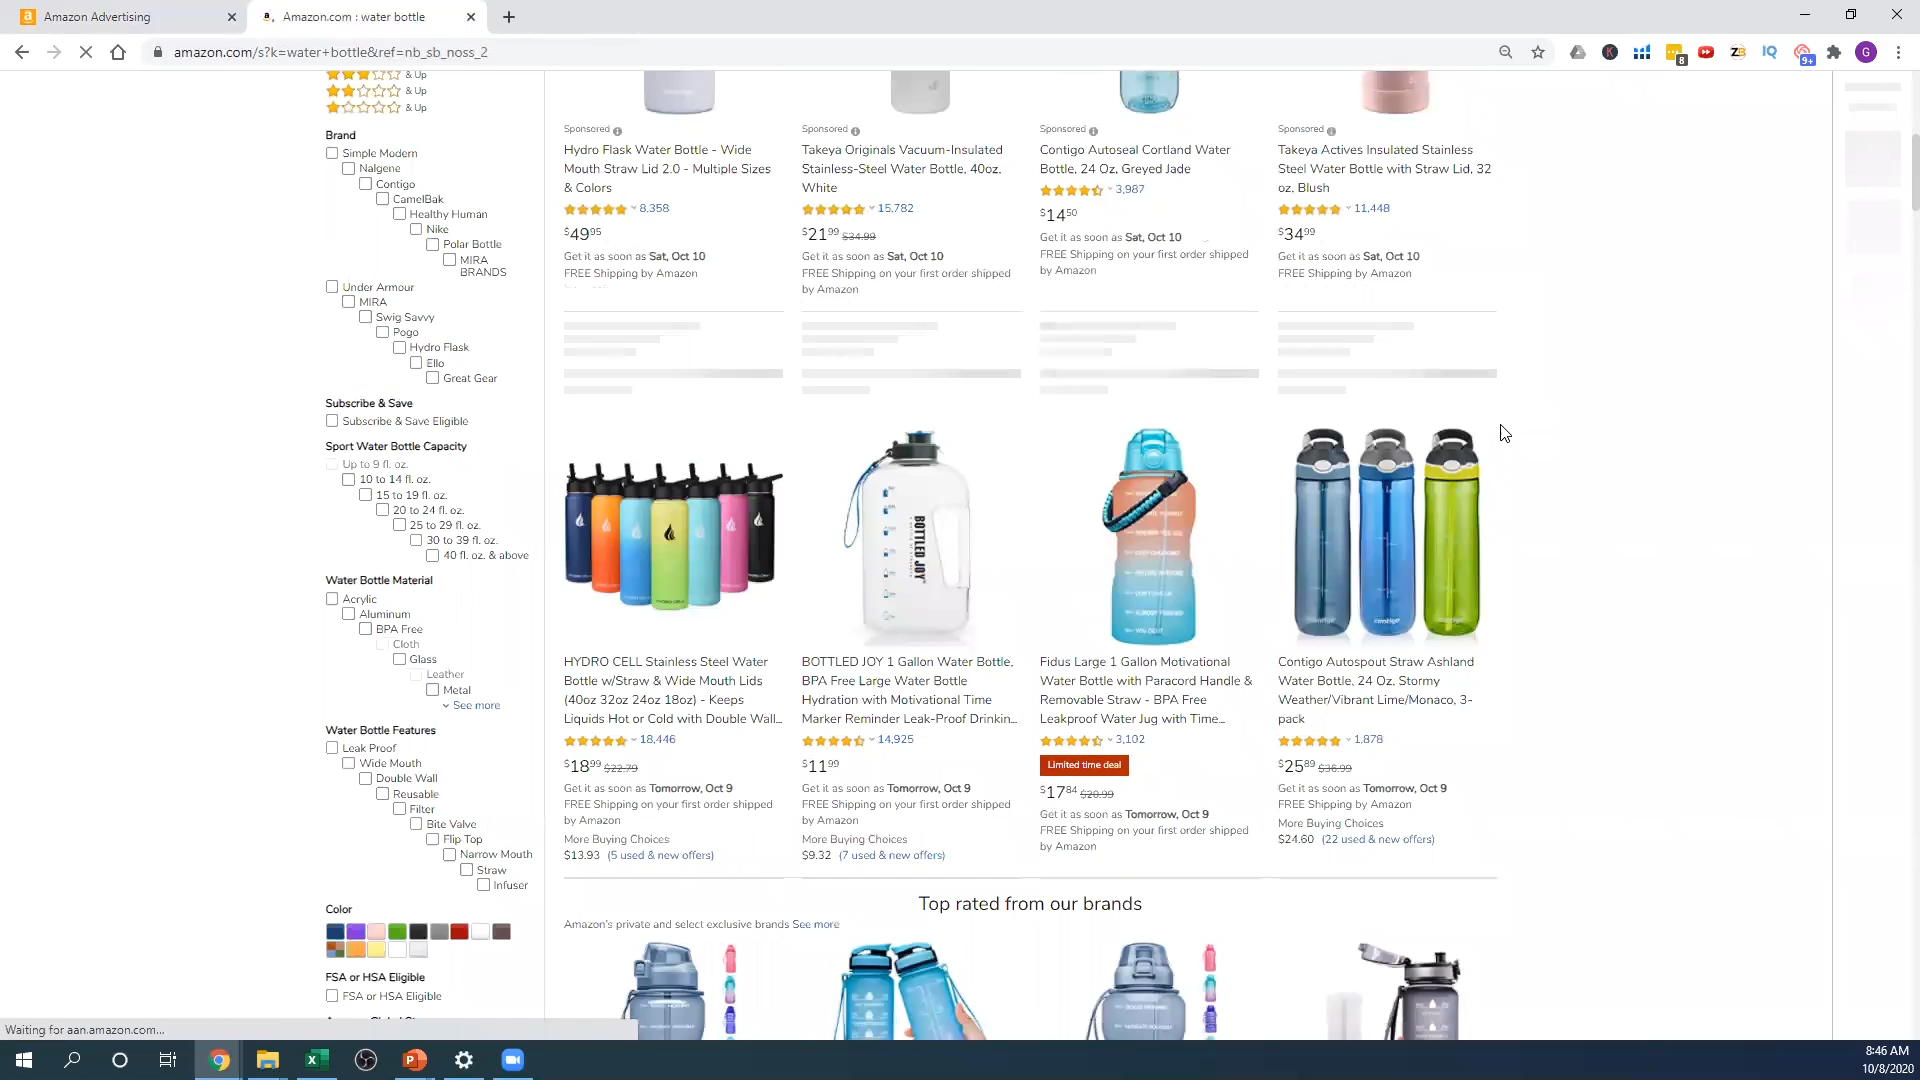 Amazon Advertising
Amazon.com : water bottle
amazon.com/s?k=water+bottle&ref=nb_sb_noss_2
8
9+
G
& Up
& Up
& Up
Brand
Simple Modern
Nalgene
Contigo
CamelBak
Healthy Human
Nike
Polar Bottle
MIRA
BRANDS
Under Armour
MIRA
Swig Savvy
Pogo
Hydro Flask
Ello
Great Gear
Subscribe & Save
Subscribe & Save Eligible
Sport Water Bottle Capacity
Up to 9 fl. oz.
10 to 14 fl. oz.
15 to 19 fl. oz.
20 to 24 fl. oz.
25 to 29 fl. oz.
30 to 39 fl. oz.
40 fl. oz. & above
Water Bottle Material
Acrylic
Aluminum
BPA Free
Cloth
Glass
Leather
Metal
See more
Water Bottle Features
Leak Proof
Wide Mouth
Double Wall
Reusable
Filter
Bite Valve
Flip Top
Narrow Mouth
Straw
Infuser
Color
FSA or HSA Eligible
FSA or HSA Eligible
Sponsored
Hydro Flask Water Bottle - Wide
Mouth Straw Lid 2.0 - Multiple Sizes
& Colors
8,358
$4995
Get it as soon as Sat, Oct 10
FREE Shipping by Amazon
Sponsored
Takeya Originals Vacuum-Insulated
Stainless-Steel Water Bottle, 40oz,
White
15,782
$2199 $34.99
Get it as soon as Sat, Oct 10
FREE Shipping on your first order shipped
by Amazon
Sponsored
Contigo Autoseal Cortland Water
Bottle, 24 Oz, Greyed Jade
3,987
$1450
Get it as soon as Sat, Oct 10
FREE Shipping on your first order shipped
by Amazon
Sponsored
Takeya Actives Insulated Stainless
Steel Water Bottle with Straw Lid, 32
oz, Blush
11,448
$3499
Get it as soon as Sat, Oct 10
FREE Shipping by Amazon
BOTTLED JOY
HYDRO CELL Stainless Steel Water
Bottle w/Straw & Wide Mouth Lids
(40oz 32oz 24oz 18oz) - Keeps
Liquids Hot or Cold with Double Wall...
18,446
$1899 $22.79
Get it as soon as Tomorrow, Oct 9
FREE Shipping on your first order shipped
by Amazon
More Buying Choices
$13.93 (5 used & new offers)
BOTTLED JOY 1 Gallon Water Bottle,
BPA Free Large Water Bottle
Hydration with Motivational Time
Marker Reminder Leak-Proof Drinkin...
14,925
$1199
Get it as soon as Tomorrow, Oct 9
FREE Shipping on your first order shipped
by Amazon
More Buying Choices
$9.32 (7 used & new offers)
Fidus Large 1 Gallon Motivational
Water Bottle with Paracord Handle &
Removable Straw - BPA Free
Leakproof Water Jug with Time...
3,102
Limited time deal
$1784 $20.99
Get it as soon as Tomorrow, Oct 9
FREE Shipping on your first order shipped
by Amazon
Contigo Autospout Straw Ashland
Water Bottle, 24 Oz, Stormy
Weather/Vibrant Lime/Monaco, 3-
pack
1,878
$2589 $36.99
Get it as soon as Tomorrow, Oct 9
FREE Shipping by Amazon
More Buying Choices
$24.60 (22 used & new offers)
Top rated from our brands
Amazon's private and select exclusive brands See more
Waiting for aan.amazon.com...
8:46 AM
10/8/2020